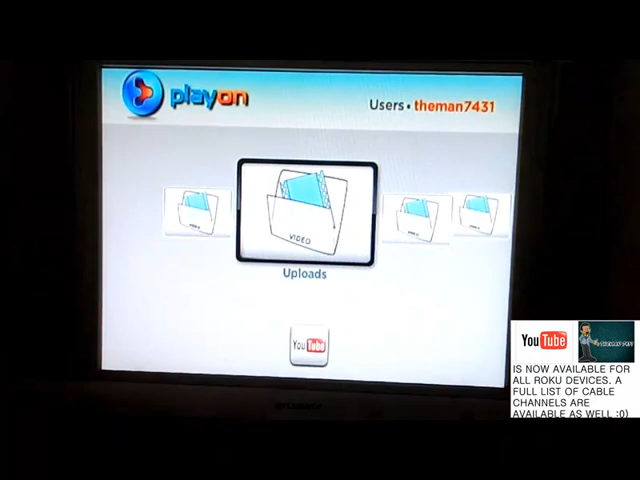 playon
Users • theman7431
VIDEO
Uploads
YouTube
YouTube
IS NOW AVAILABLE FOR
ALL ROKU DEVICES. A
FULL LIST OF CABLE
CHANNELS ARE
AVAILABLE AS WELL :0)